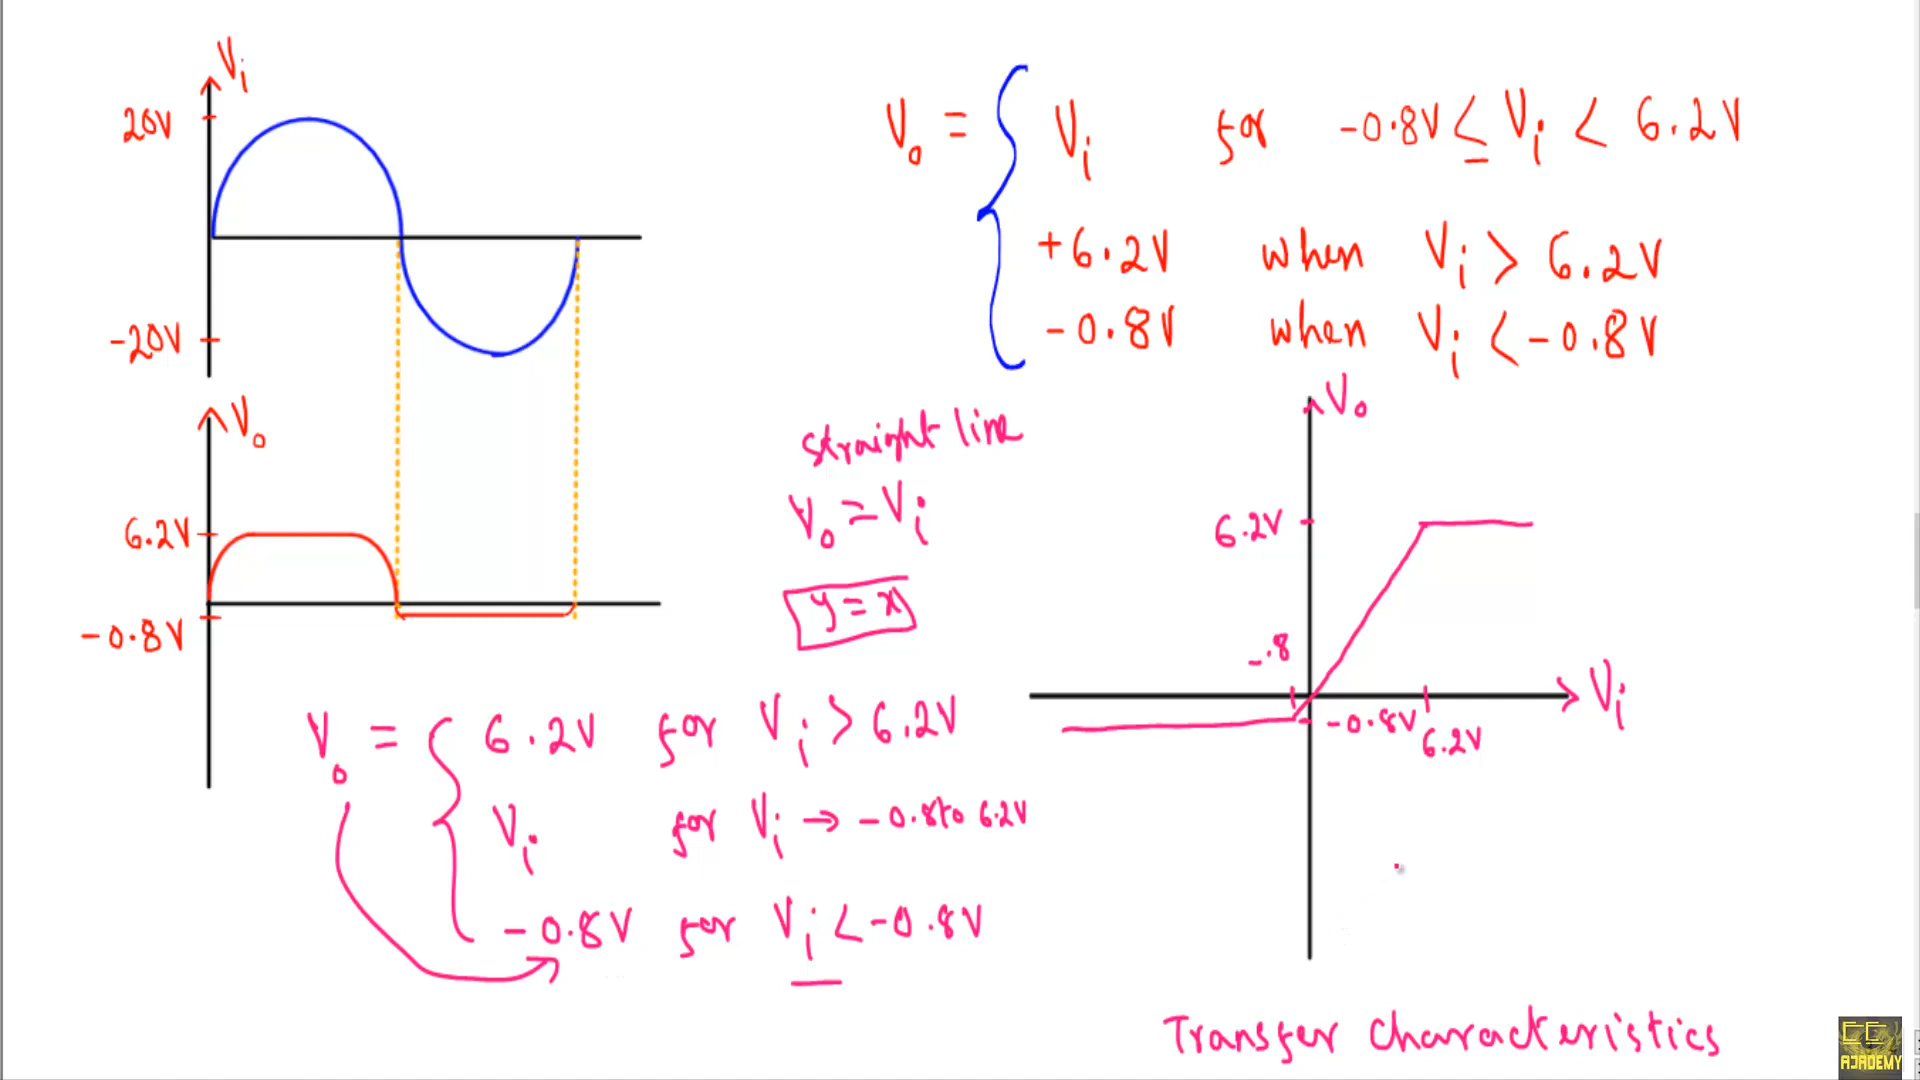 Vi
20V
-20V
Vo
6.2V
-0.8V
Vo = { Vi for -0.8V ≤ Vi < 6.2V
+6.2V when Vi > 6.2V
-0.8V when Vi < -0.8V
straight line
Vo = Vi
y = x
Vo
6.2V
-.8
-0.8V
6.2V
Vi
Vo = { 6.2V for Vi > 6.2V
Vi for Vi → -0.8 to 6.2V
-0.8V for Vi < -0.8V
Transfer characteristics
EE
AJADEMY